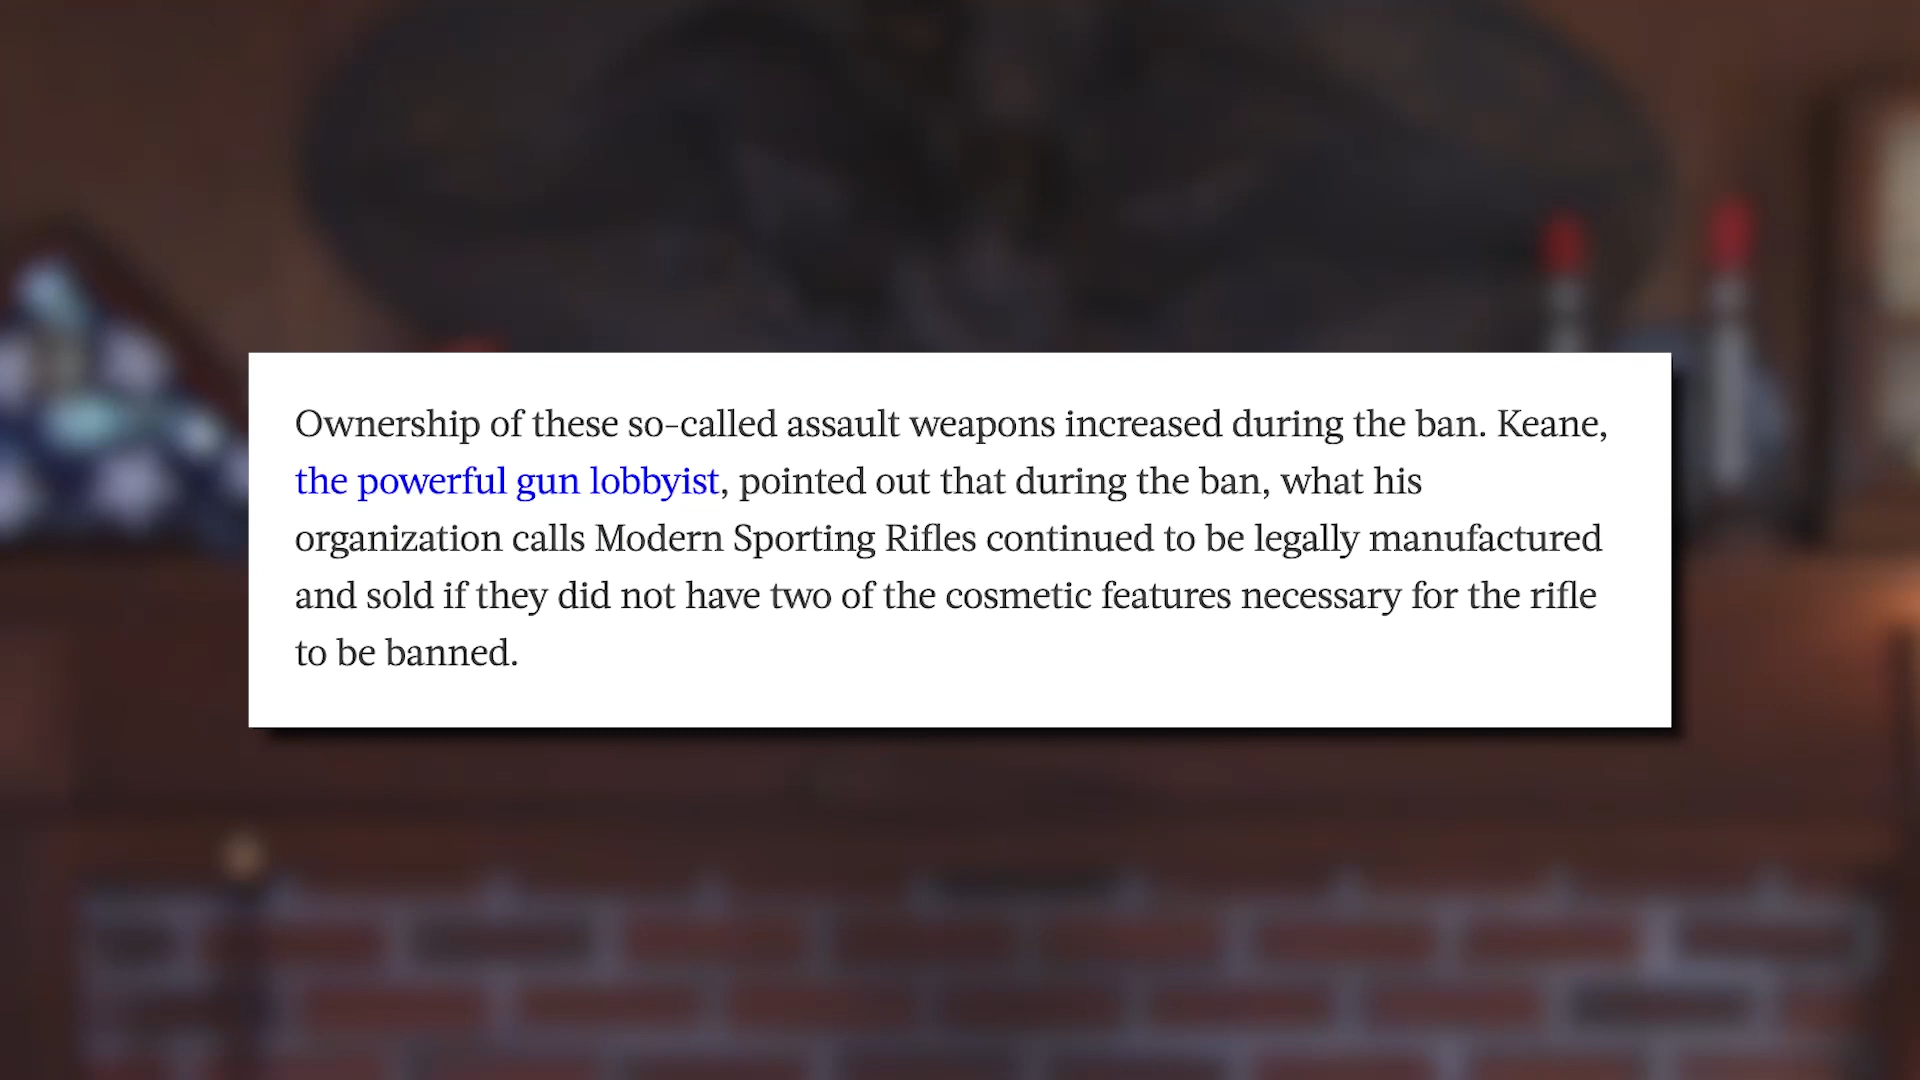 Ownership of these so-called assault weapons increased during the ban. Keane,
the powerful gun lobbyist, pointed out that during the ban, what his
organization calls Modern Sporting Rifles continued to be legally manufactured
and sold if they did not have two of the cosmetic features necessary for the rifle
to be banned.